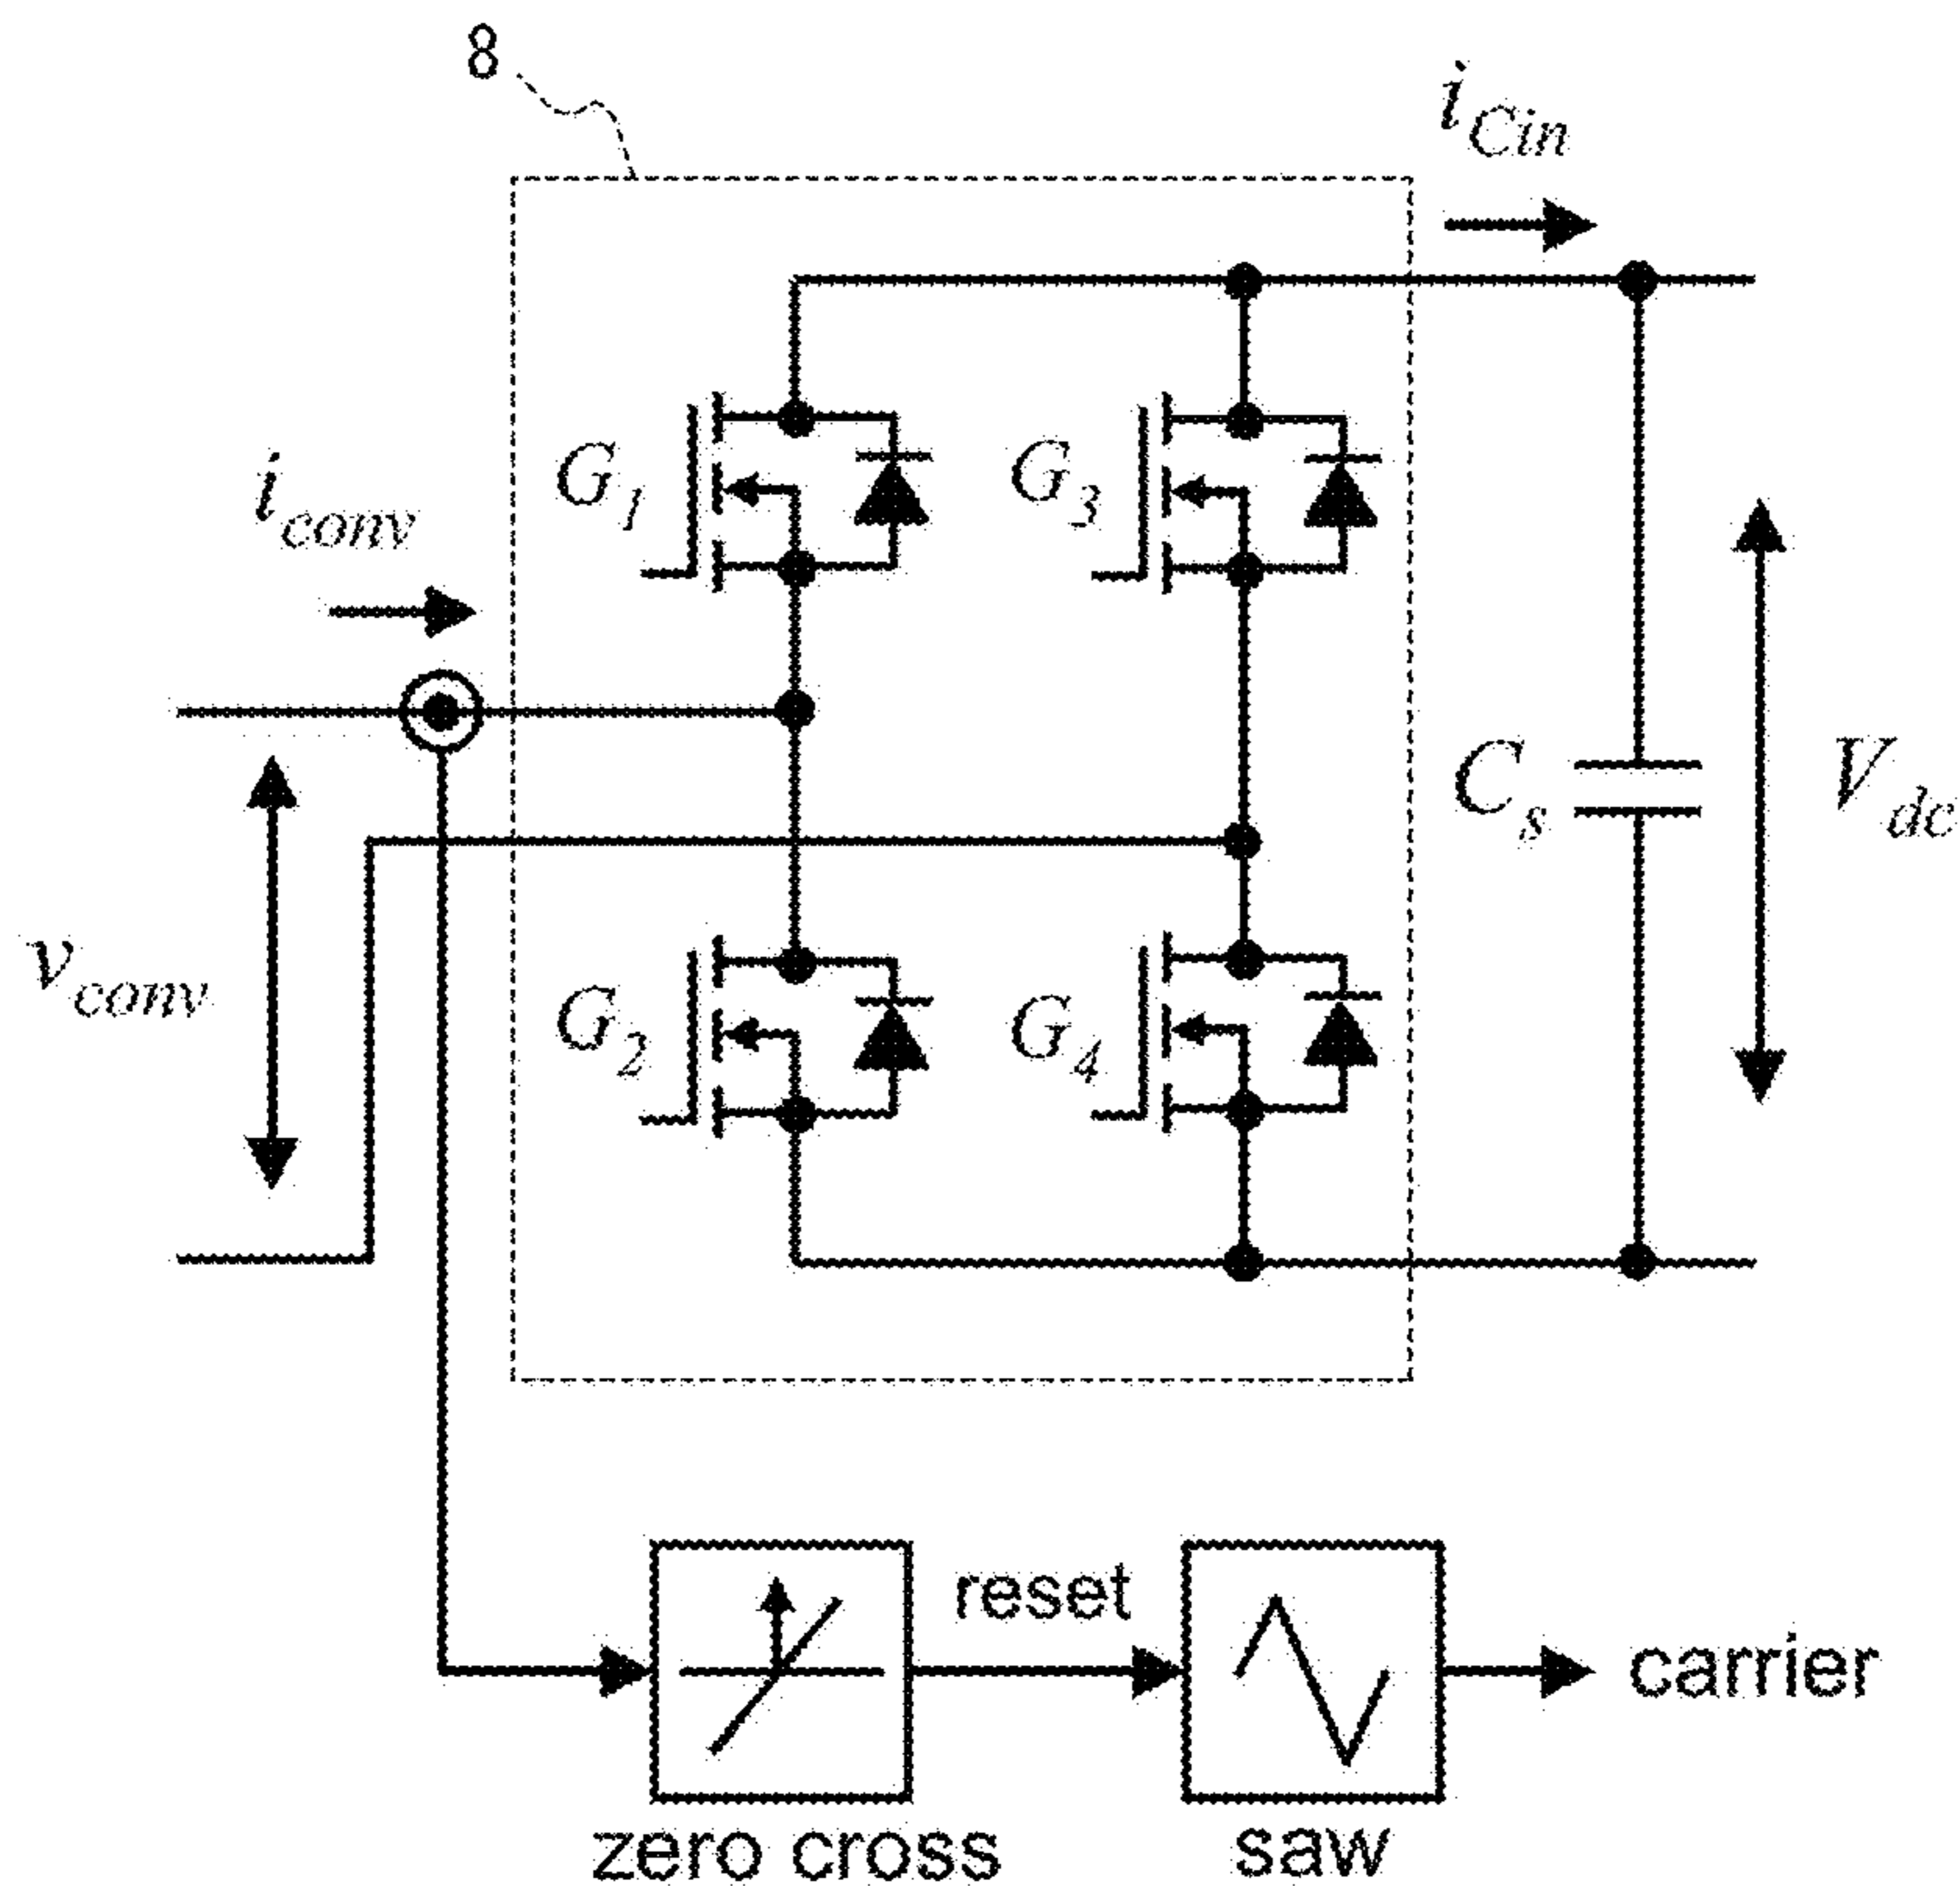 8
i_Cin
G_1
G_3
i_conv
C_s
V_dc
v_conv
G_2
G_4
reset
carrier
zero cross
saw